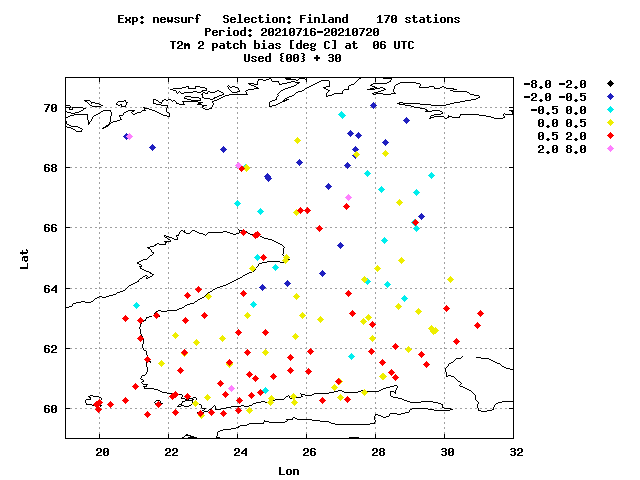 Exp: newsurf   Selection: Finland    170 stations
Period: 20210716-20210720
T2m 2 patch bias [deg C] at  06 UTC
Used {00} + 30
-8.0 -2.0
-2.0 -0.5
-0.5 0.0
0.0 0.5
0.5 2.0
2.0 8.0
70
68
66
64
62
60
Lat
20 22 24 26 28 30 32
Lon